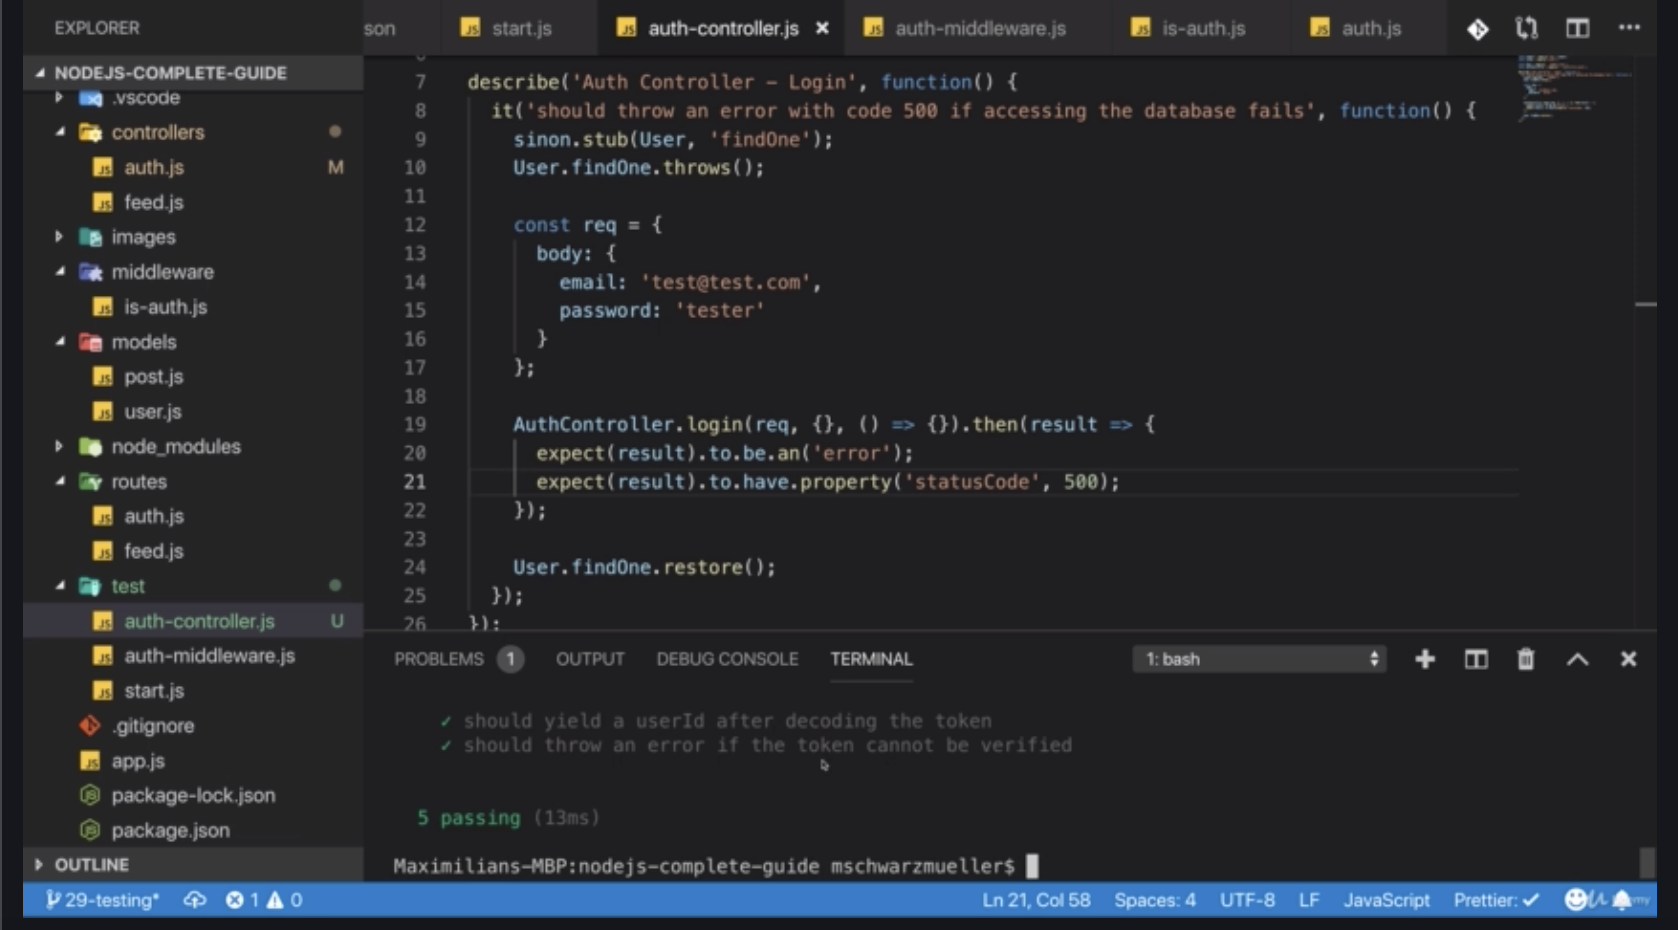 EXPLORER
son
start.js
auth-controller.js
auth-middleware.js
is-auth.js
auth.js
NODEJS-COMPLETE-GUIDE
.vscode
controllers
auth.js M
feed.js
images
middleware
is-auth.js
models
post.js
user.js
node_modules
routes
auth.js
feed.js
test
auth-controller.js U
auth-middleware.js
start.js
.gitignore
app.js
package-lock.json
package.json
OUTLINE
7 describe('Auth Controller – Login', function() {
8 it('should throw an error with code 500 if accessing the database fails', function() {
9 sinon.stub(User, 'findOne');
10 User.findOne.throws();
11
12 const req = {
13 body: {
14 email: 'test@test.com',
15 password: 'tester'
16 }
17 };
18
19 AuthController.login(req, {}, () => {}).then(result => {
20 expect(result).to.be.an('error');
21 expect(result).to.have.property('statusCode', 500);
22 });
23
24 User.findOne.restore();
25 });
26 });
PROBLEMS 1 OUTPUT DEBUG CONSOLE TERMINAL 1: bash
✓ should yield a userId after decoding the token
✓ should throw an error if the token cannot be verified
5 passing (13ms)
Maximilians-MBP:nodejs-complete-guide mschwarzmueller$
29-testing* 1 0 Ln 21, Col 58 Spaces: 4 UTF-8 LF JavaScript Prettier: ✓